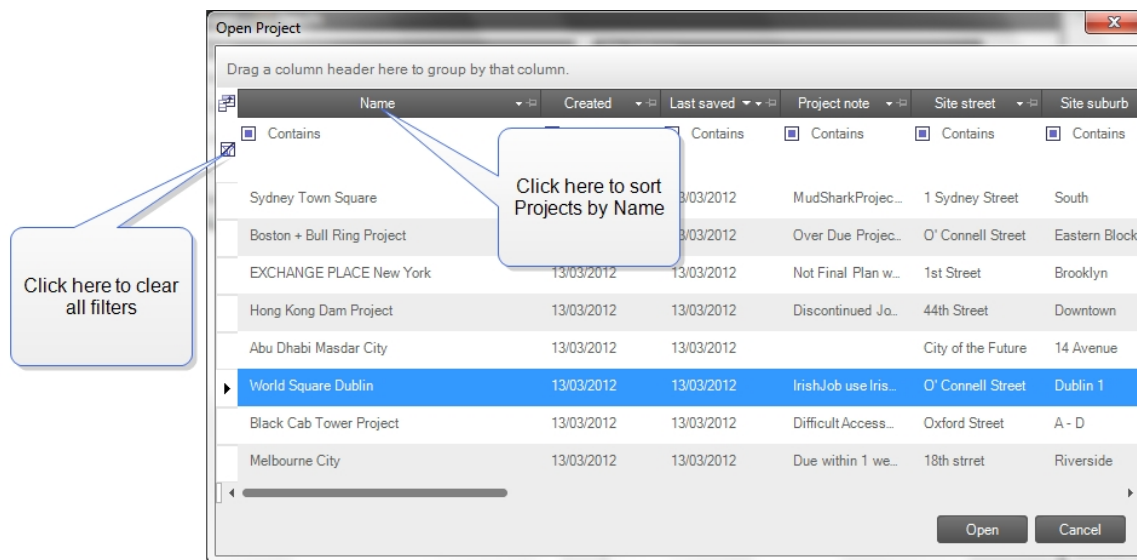 Open Project
Drag a column header here to group by that column.
Name Created Last saved Project note Site street Site suburb
Contains Contains Contains Contains Contains
Click here to sort
Projects by Name
Click here to clear
all filters
Sydney Town Square MudSharkProjec... 1 Sydney Street South
Boston + Bull Ring Project Over Due Projec... O' Connell Street Eastern Block
EXCHANGE PLACE New York 13/03/2012 13/03/2012 Not Final Plan w... 1st Street Brooklyn
Hong Kong Dam Project 13/03/2012 13/03/2012 Discontinued Jo... 44th Street Downtown
Abu Dhabi Masdar City 13/03/2012 13/03/2012 City of the Future 14 Avenue
World Square Dublin 13/03/2012 13/03/2012 IrishJob use Iris... O' Connell Street Dublin 1
Black Cab Tower Project 13/03/2012 13/03/2012 Difficult Access... Oxford Street A - D
Melbourne City 13/03/2012 13/03/2012 Due within 1 we... 18th strret Riverside
Open Cancel